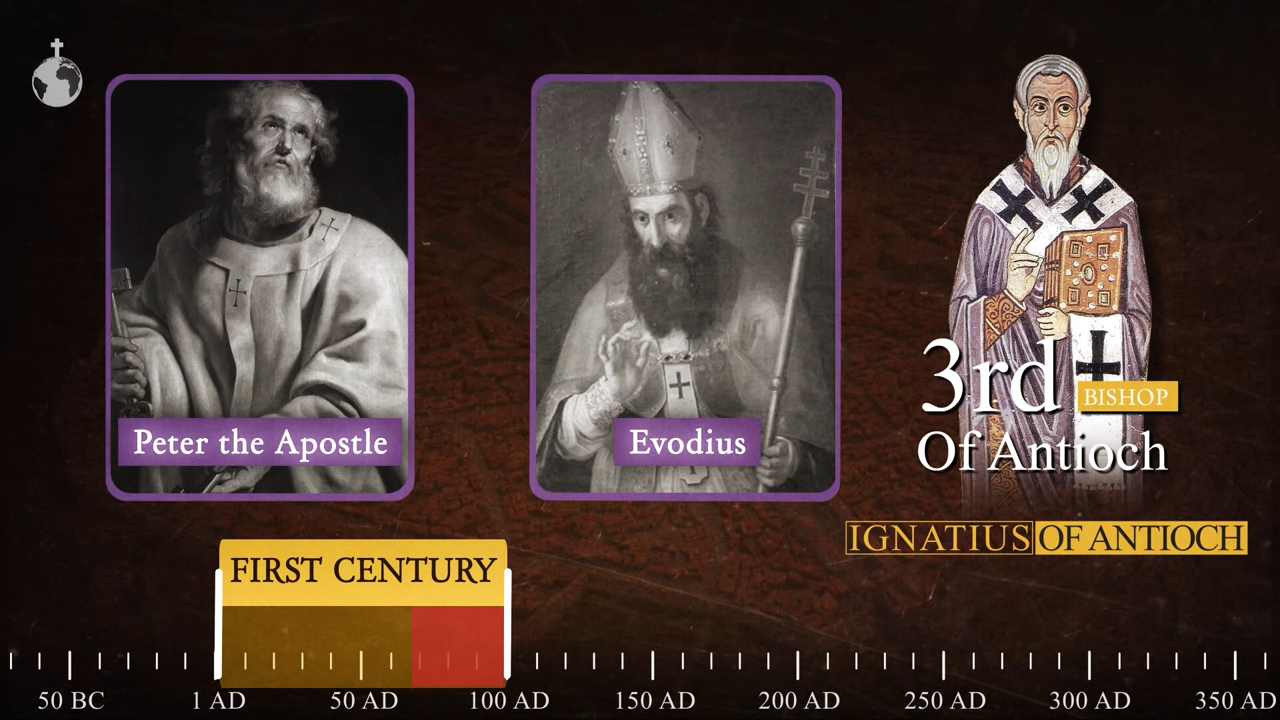 Peter the Apostle
Evodius
3rd
BISHOP
Of Antioch
IGNATIUS OF ANTIOCH
FIRST CENTURY
50 BC 1 AD 50 AD 100 AD 150 AD 200 AD 250 AD 300 AD 350 AD